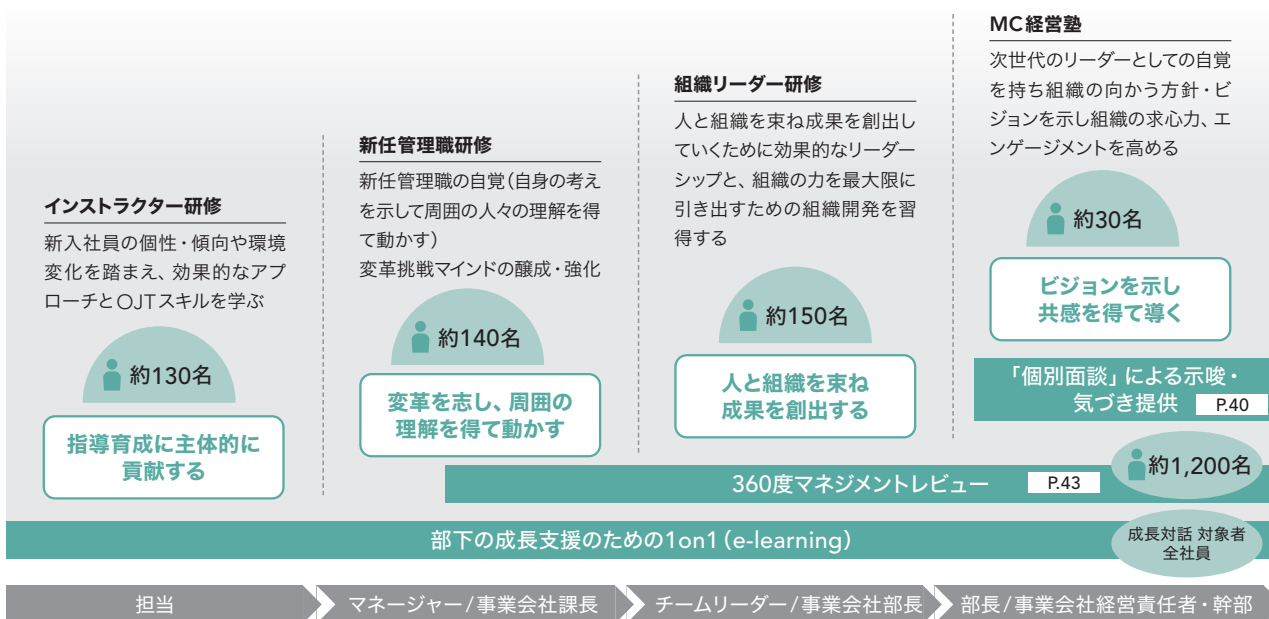 インストラクター研修
新入社員の個性・傾向や環境
変化を踏まえ、効果的なアプ
ローチとOJTスキルを学ぶ
約130名
指導育成に主体的に
貢献する
新任管理職研修
新任管理職の自覚(自身の考え
を示して周囲の人々の理解を得
て動かす)
変革挑戦マインドの醸成・強化
約140名
変革を志し、周囲の
理解を得て動かす
組織リーダー研修
人と組織を束ね成果を創出し
ていくために効果的なリーダー
シップと、組織の力を最大限に
引き出すための組織開発を習
得する
約150名
人と組織を束ね
成果を創出する
MC経営塾
次世代のリーダーとしての自覚
を持ち組織の向かう方針・ビ
ジョンを示し組織の求心力、エ
ンゲージメントを高める
約30名
ビジョンを示し
共感を得て導く
「個別面談」による示唆・
気づき提供 P.40
360度マネジメントレビュー P.43
約1,200名
部下の成長支援のための1on1(e-learning)
成長対話 対象者
全社員
担当
マネージャー/事業会社課長
チームリーダー/事業会社部長
部長/事業会社経営責任者・幹部